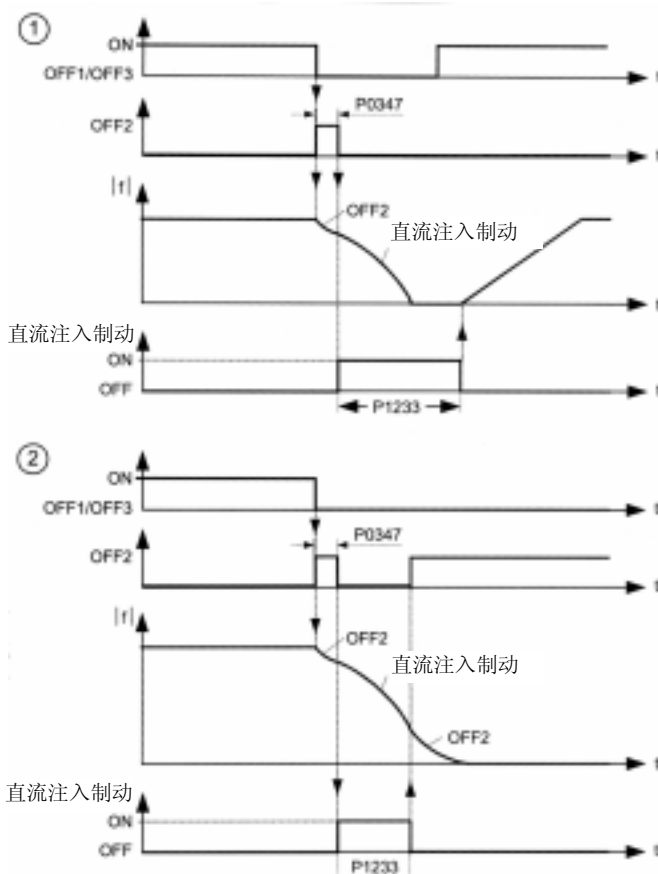 ①
ON
OFF1/OFF3
t
P0347
OFF2
t
|f|
OFF2
直流注入制动
t
直流注入制动
ON
OFF
t
P1233
②
ON
OFF1/OFF3
t
P0347
OFF2
t
|f|
OFF2
直流注入制动
OFF2
t
直流注入制动
ON
OFF
t
P1233